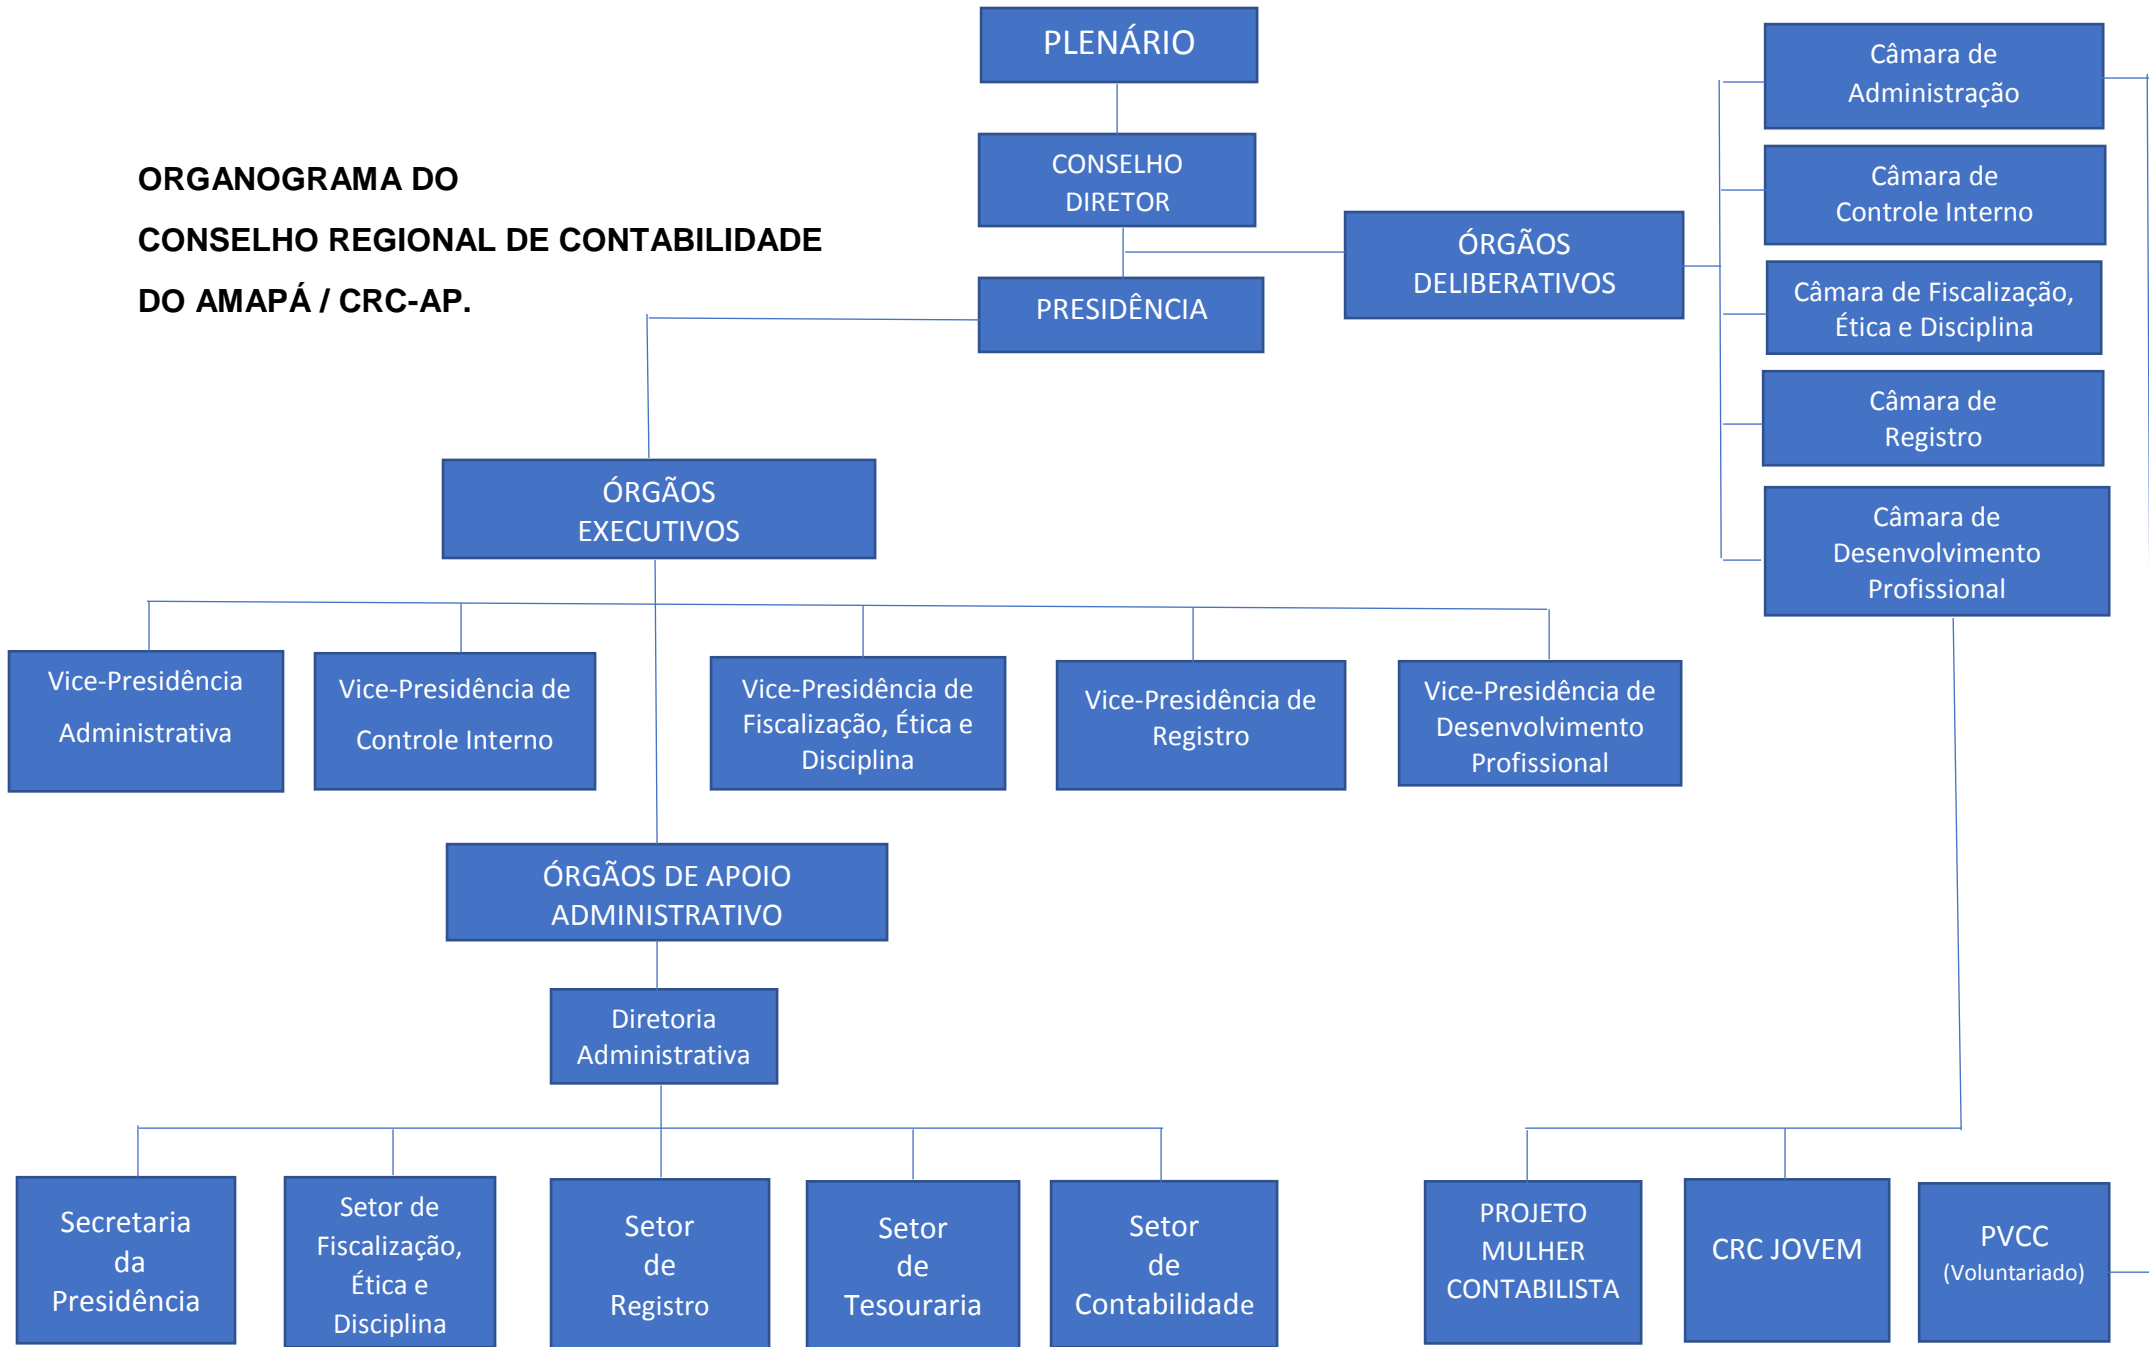 PLENÁRIO
CONSELHO
DIRETOR
PRESIDÊNCIA
ORGANOGRAMA DO
CONSELHO REGIONAL DE CONTABILIDADE
DO AMAPÁ / CRC-AP.
ÓRGÃOS
DELIBERATIVOS
Câmara de
Administração
Câmara de
Controle Interno
Câmara de Fiscalização,
Ética e Disciplina
Câmara de
Registro
Câmara de
Desenvolvimento
Profissional
ÓRGÃOS
EXECUTIVOS
Vice-Presidência
Administrativa
Vice-Presidência de
Controle Interno
Vice-Presidência de
Fiscalização, Ética e
Disciplina
Vice-Presidência de
Registro
Vice-Presidência de
Desenvolvimento
Profissional
ÓRGÃOS DE APOIO
ADMINISTRATIVO
Diretoria
Administrativa
Secretaria
da
Presidência
Setor de
Fiscalização,
Ética e
Disciplina
Setor
de
Registro
Setor
de
Tesouraria
Setor
de
Contabilidade
PROJETO
MULHER
CONTABILISTA
CRC JOVEM
PVCC
(Voluntariado)